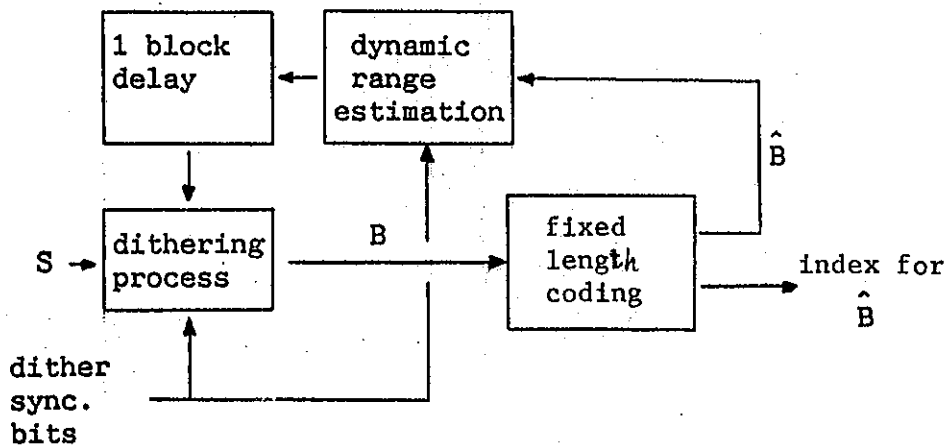 1 block
delay
dynamic
range
estimation
B̂
S
dithering
process
B
fixed
length
coding
index for
B̂
dither
sync.
bits